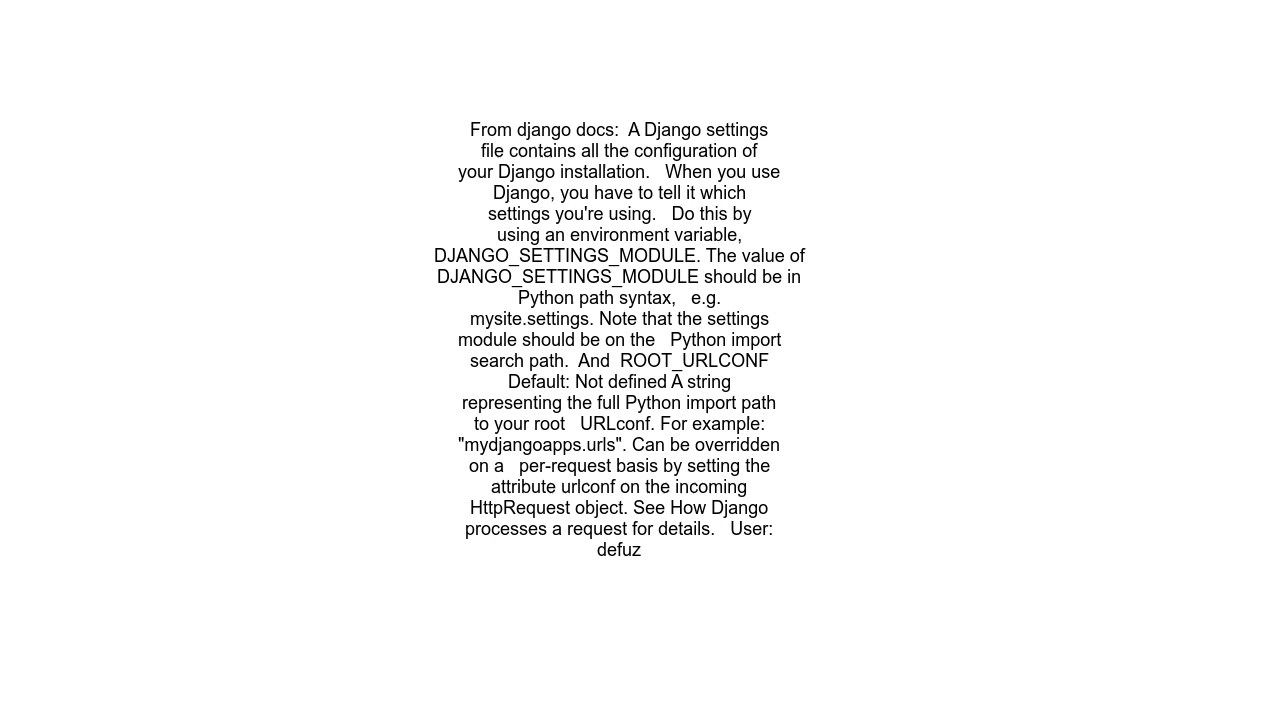 From django docs:  A Django settings
file contains all the configuration of
your Django installation.   When you use
Django, you have to tell it which
settings you're using.   Do this by
using an environment variable,
DJANGO_SETTINGS_MODULE. The value of
DJANGO_SETTINGS_MODULE should be in
Python path syntax,   e.g.
mysite.settings. Note that the settings
module should be on the   Python import
search path.  And  ROOT_URLCONF
Default: Not defined A string
representing the full Python import path
to your root   URLconf. For example:
"mydjangoapps.urls". Can be overridden
on a   per-request basis by setting the
attribute urlconf on the incoming
HttpRequest object. See How Django
processes a request for details.   User:
defuz